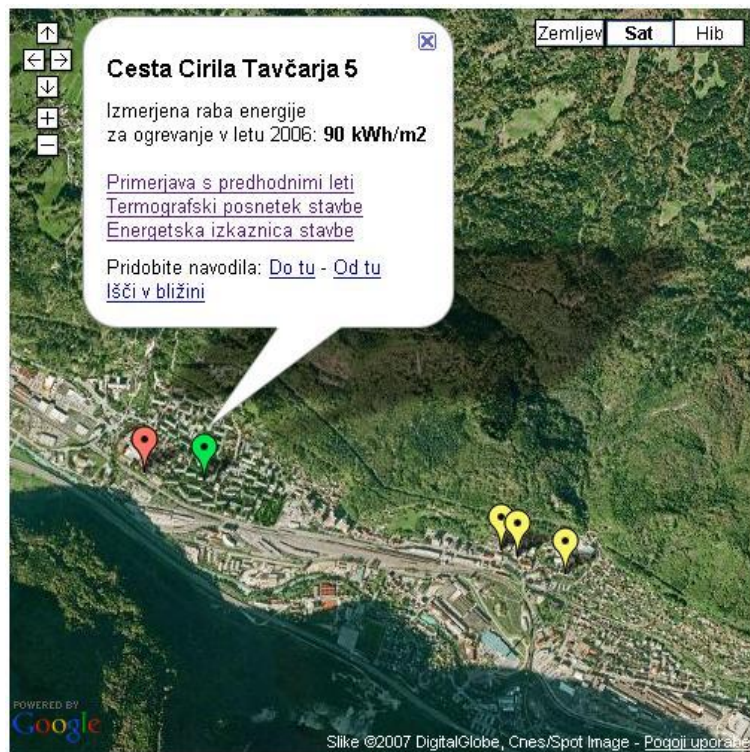 Zemljev Sat Hib
Cesta Cirila Tavčarja 5
Izmerjena raba energije
za ogrevanje v letu 2006: 90 kWh/m2
Primerjava s predhodnimi leti
Termografski posnetek stavbe
Energetska izkaznica stavbe
Pridobite navodila: Do tu - Od tu
Išči v bližini
POWERED BY
Google
Slike ©2007 DigitalGlobe, Cnes/Spot Image - Pogoji uporabe